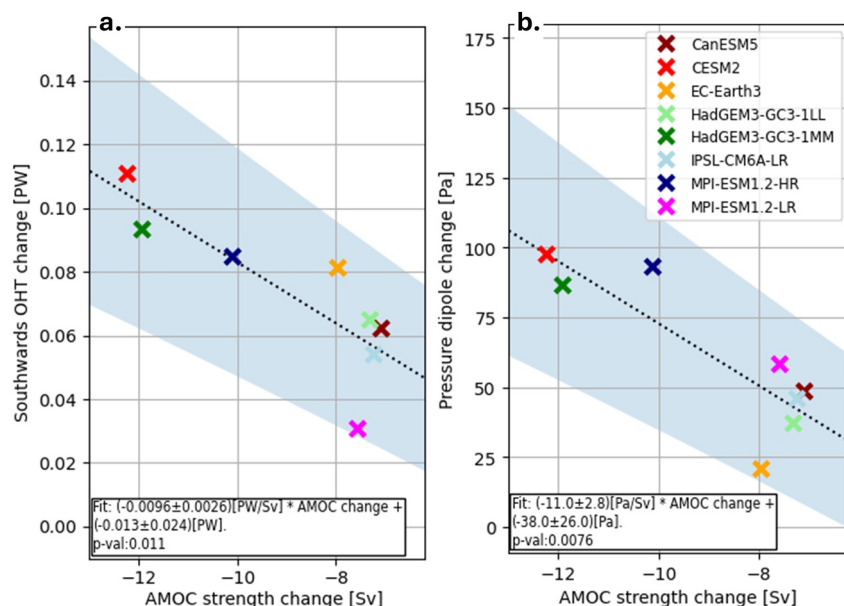 a.
Southwards OHT change [PW]
0.14
0.12
0.10
0.08
0.06
0.04
0.02
0.00
Fit: (-0.0096±0.0026)[PW/Sv] * AMOC change +
(-0.013±0.024)[PW].
p-val:0.011
−12
−10
−8
AMOC strength change [Sv]
b.
Pressure dipole change [Pa]
175
150
125
100
75
50
25
0
CanESM5
CESM2
EC-Earth3
HadGEM3-GC3-1LL
HadGEM3-GC3-1MM
IPSL-CM6A-LR
MPI-ESM1.2-HR
MPI-ESM1.2-LR
Fit: (-11.0±2.8)[Pa/Sv] * AMOC change +
(-38.0±26.0)[Pa].
p-val:0.0076
−12
−10
−8
AMOC strength change [Sv]